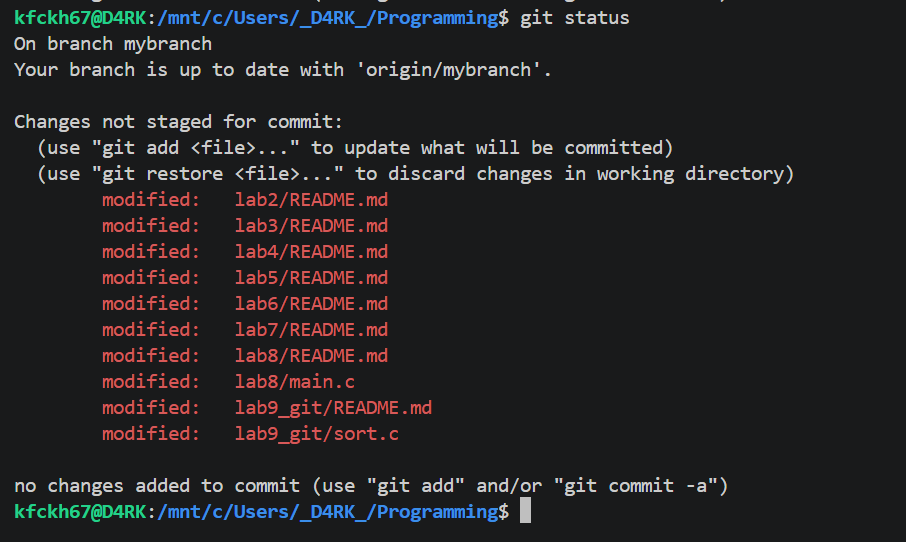 kfckh67@D4RK:/mnt/c/Users/_D4RK_/Programming$ git status
On branch mybranch
Your branch is up to date with 'origin/mybranch'.
Changes not staged for commit:
  (use "git add <file>..." to update what will be committed)
  (use "git restore <file>..." to discard changes in working directory)
        modified:   lab2/README.md
        modified:   lab3/README.md
        modified:   lab4/README.md
        modified:   lab5/README.md
        modified:   lab6/README.md
        modified:   lab7/README.md
        modified:   lab8/README.md
        modified:   lab8/main.c
        modified:   lab9_git/README.md
        modified:   lab9_git/sort.c
no changes added to commit (use "git add" and/or "git commit -a")
kfckh67@D4RK:/mnt/c/Users/_D4RK_/Programming$